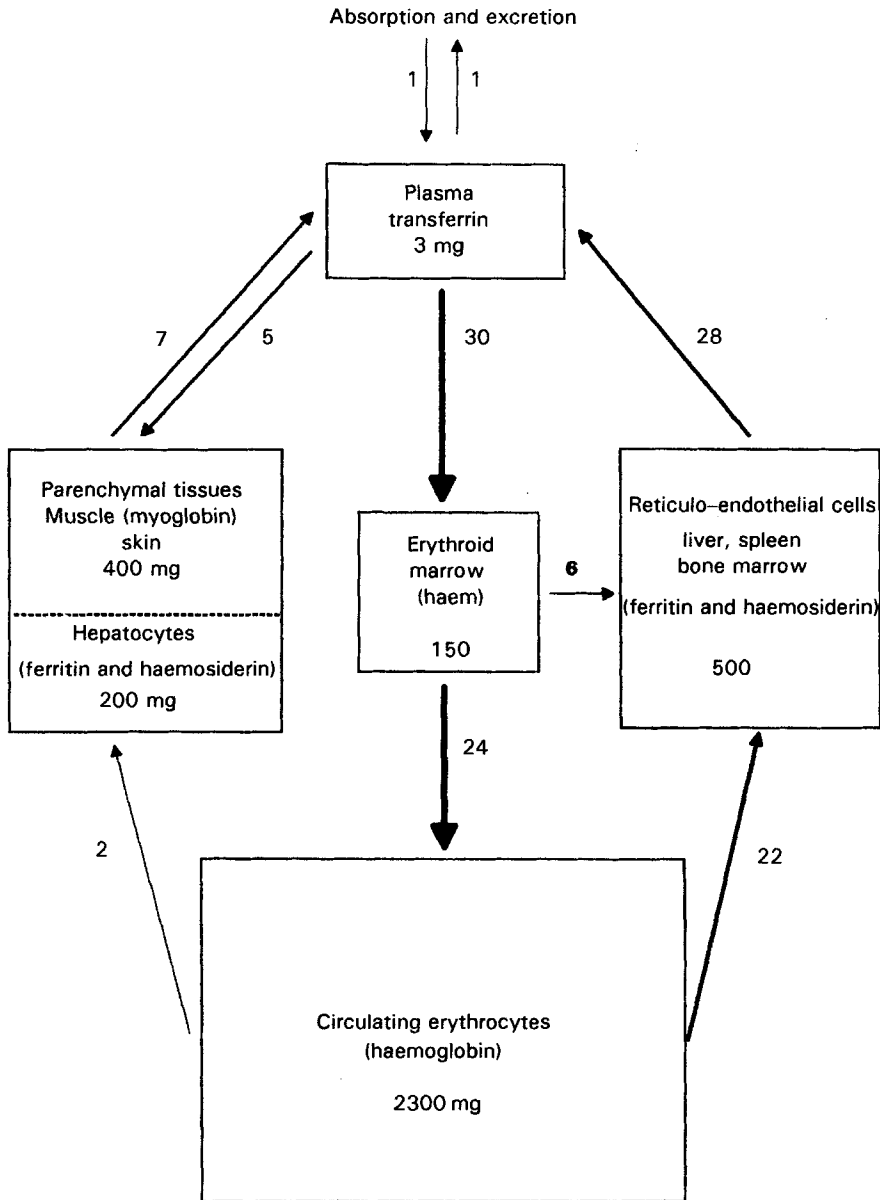 Absorption and excretion
1
1
Plasma
transferrin
3 mg
7
5
30
28
Parenchymal tissues
Muscle (myoglobin)
skin
400 mg
Hepatocytes
(ferritin and haemosiderin)
200 mg
Erythroid
marrow
(haem)
150
6
Reticulo-endothelial cells
liver, spleen
bone marrow
(ferritin and haemosiderin)
500
24
2
22
Circulating erythrocytes
(haemoglobin)
2300 mg